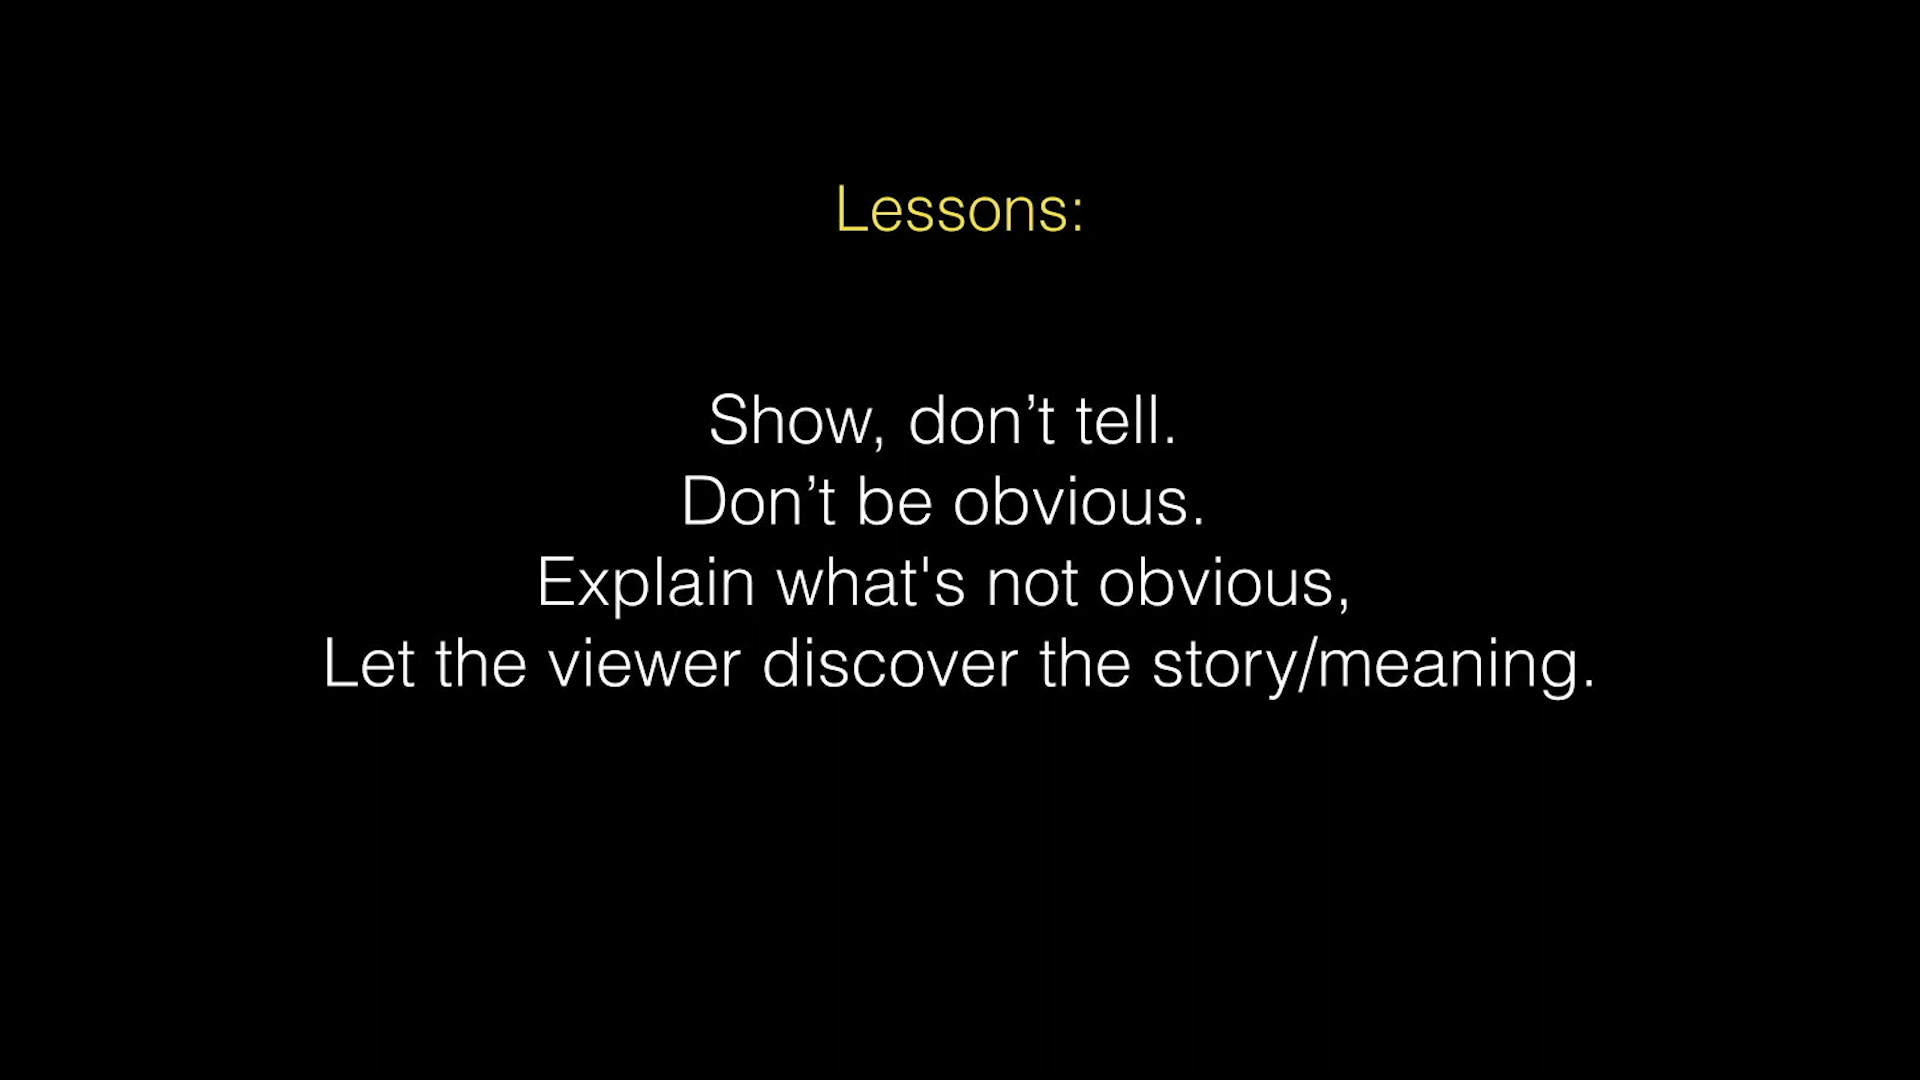 Lessons:
Show, don’t tell.
Don’t be obvious.
Explain what's not obvious,
Let the viewer discover the story/meaning.